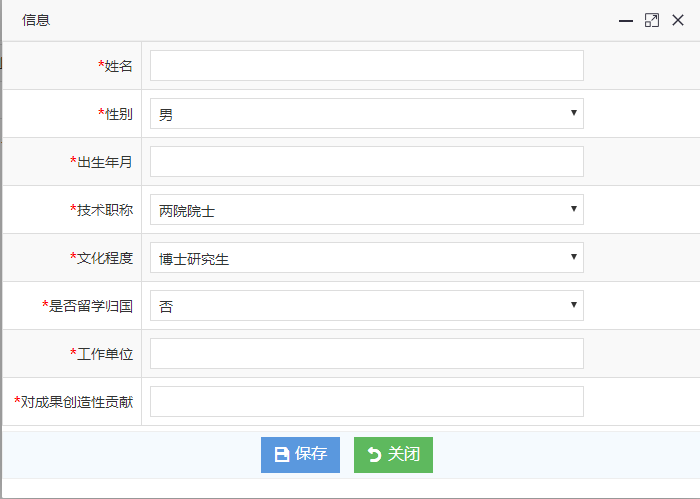 信息
*姓名
*性别 男
*出生年月
*技术职称 两院院士
*文化程度 博士研究生
*是否留学归国 否
*工作单位
*对成果创造性贡献
保存 关闭